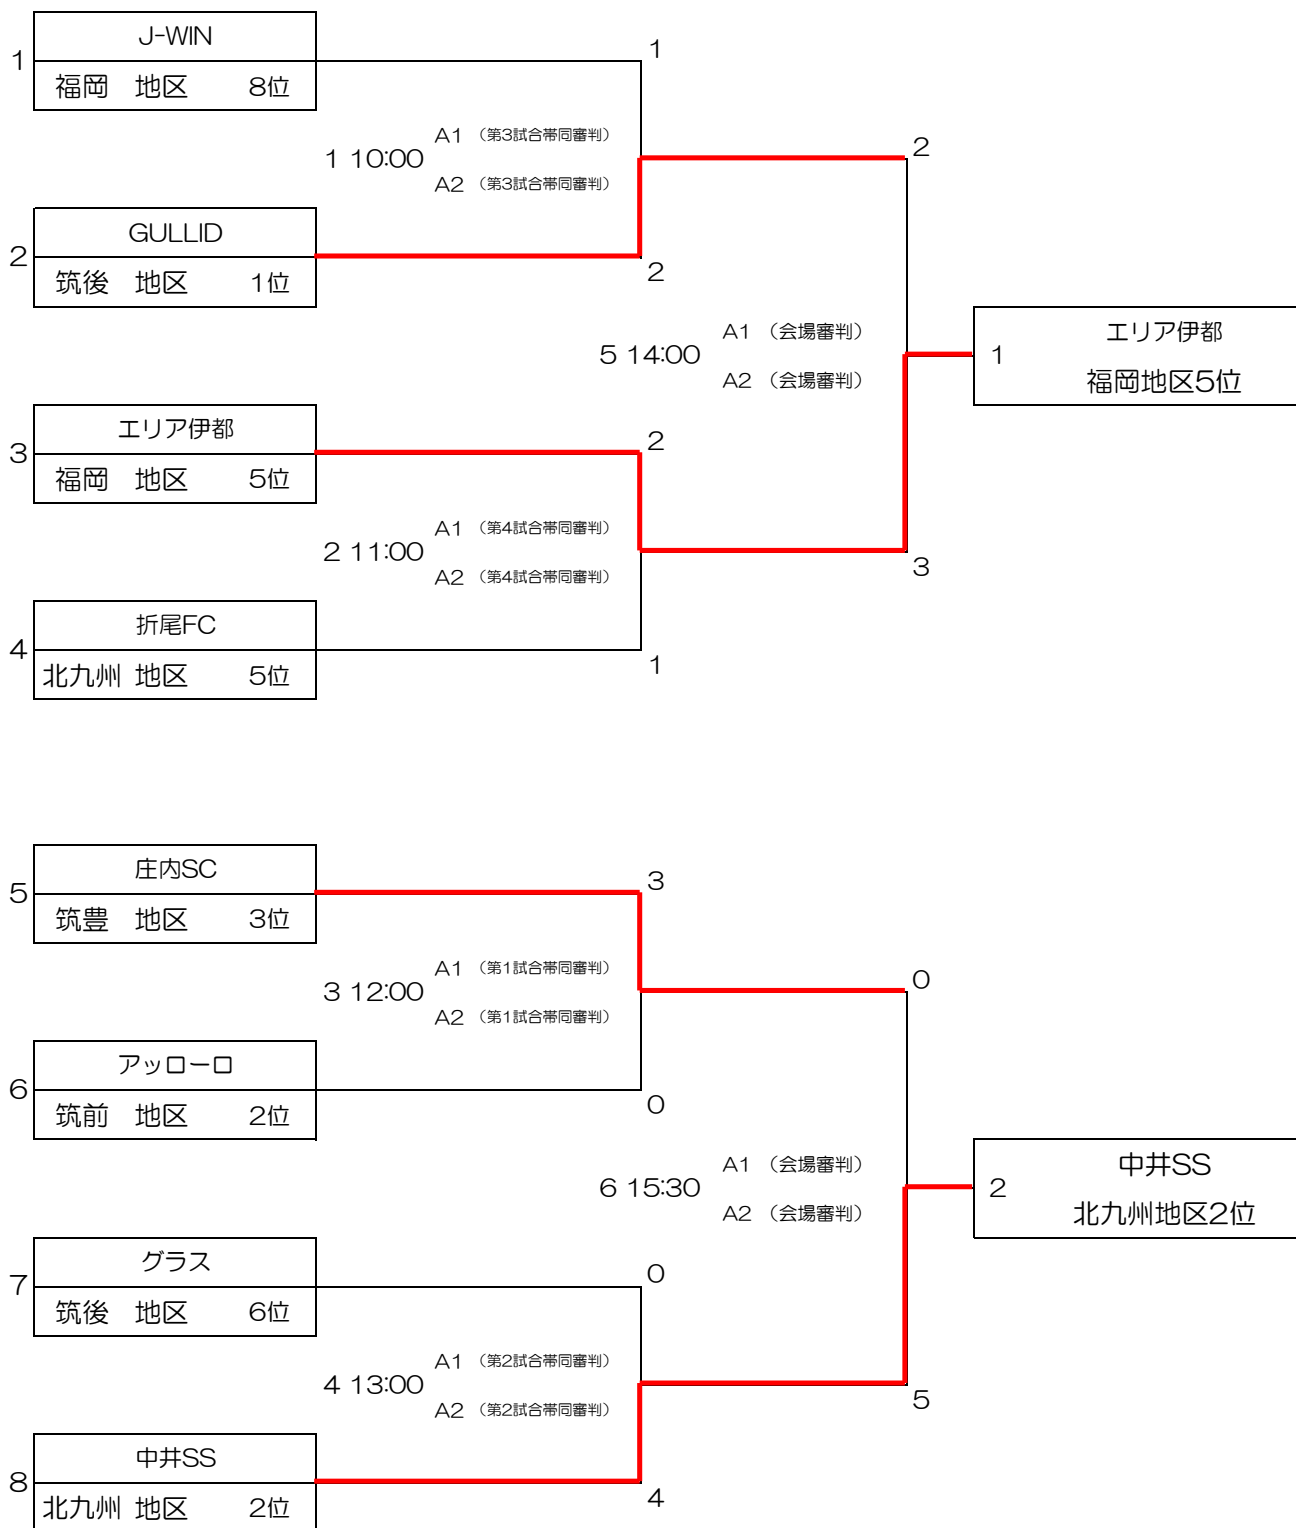 J-WIN
1
1
福岡 地区 8位
A1 (第3試合帯同審判)
1 10:00
2
A2 (第3試合帯同審判)
GULLID
2
筑後 地区 1位
2
A1 (会場審判)
エリア伊都
5 14:00
1
A2 (会場審判)
福岡地区5位
エリア伊都
2
3
福岡 地区 5位
A1 (第4試合帯同審判)
2 11:00
3
A2 (第4試合帯同審判)
折尾FC
4
1
北九州 地区 5位
庄内SC
3
5
筑豊 地区 3位
A1 (第1試合帯同審判)
0
3 12:00
A2 (第1試合帯同審判)
アッローロ
6
0
筑前 地区 2位
A1 (会場審判)
中井SS
6 15:30
2
A2 (会場審判)
北九州地区2位
グラス
0
7
筑後 地区 6位
A1 (第2試合帯同審判)
4 13:00
5
A2 (第2試合帯同審判)
中井SS
8
4
北九州 地区 2位